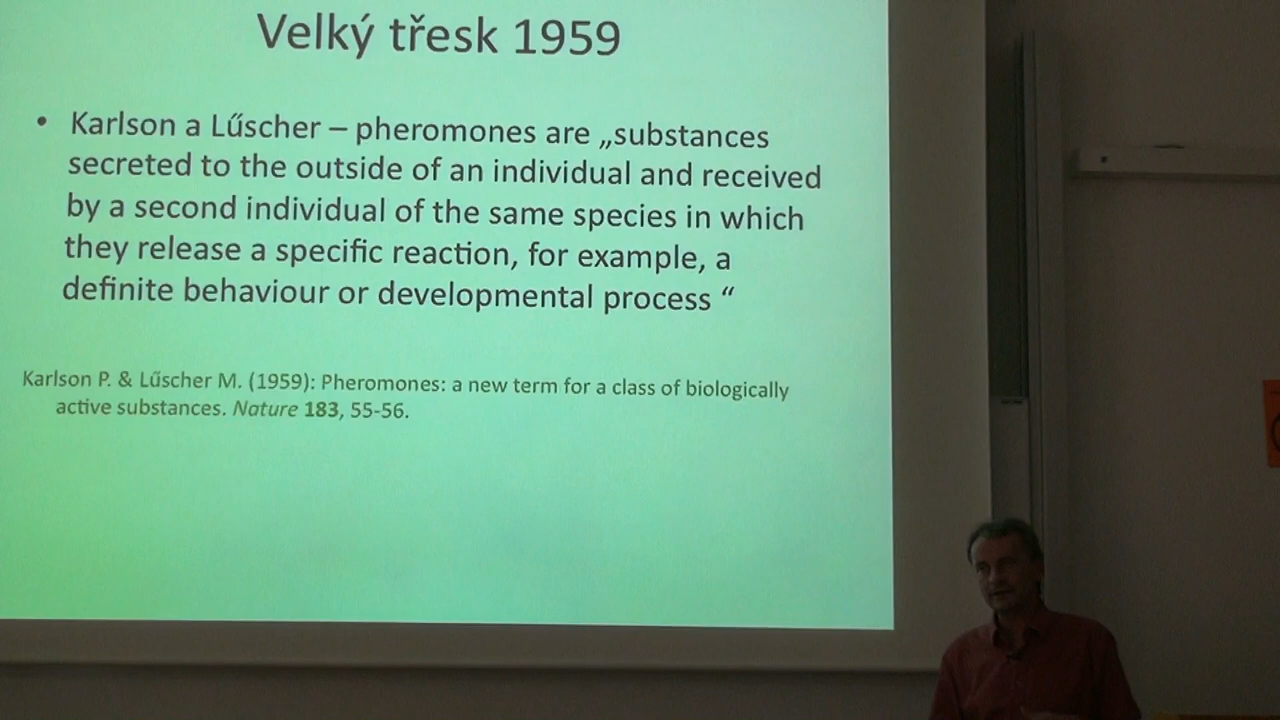 Velký třesk 1959
• Karlson a Lűscher – pheromones are „substances
secreted to the outside of an individual and received
by a second individual of the same species in which
they release a specific reaction, for example, a
definite behaviour or developmental process “
Karlson P. & Lűscher M. (1959): Pheromones: a new term for a class of biologically
active substances. Nature 183, 55-56.